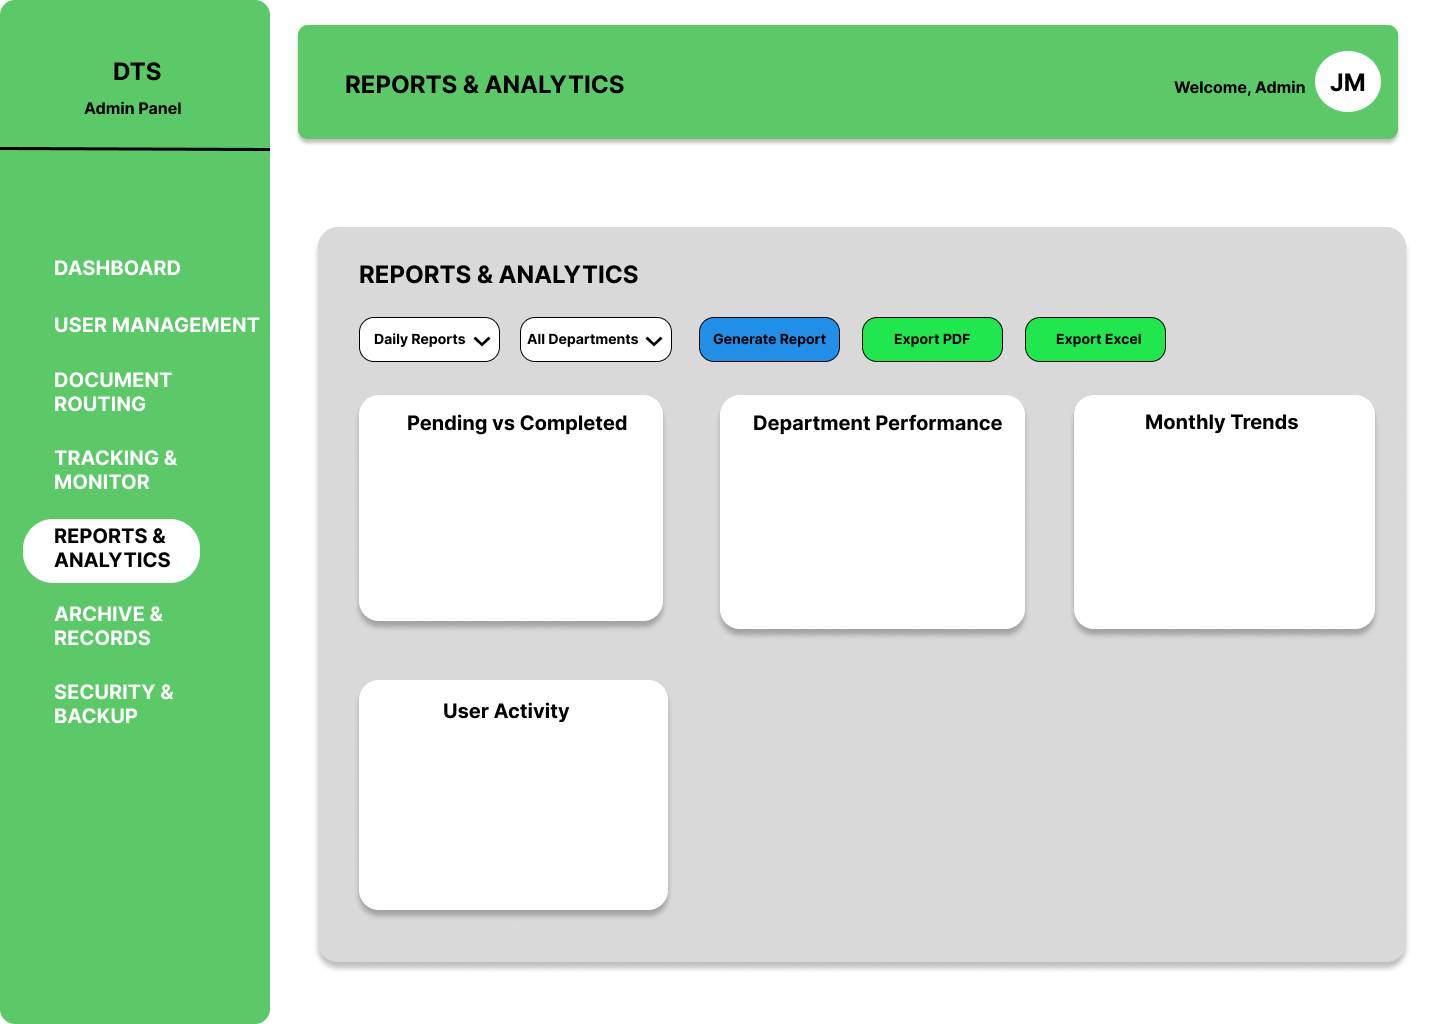 DTS
Admin Panel
DASHBOARD
USER MANAGEMENT
DOCUMENT
ROUTING
TRACKING &
MONITOR
REPORTS &
ANALYTICS
ARCHIVE &
RECORDS
SECURITY &
BACKUP
REPORTS & ANALYTICS
Welcome, Admin
JM
REPORTS & ANALYTICS
Daily Reports
All Departments
Generate Report
Export PDF
Export Excel
Pending vs Completed
Department Performance
Monthly Trends
User Activity